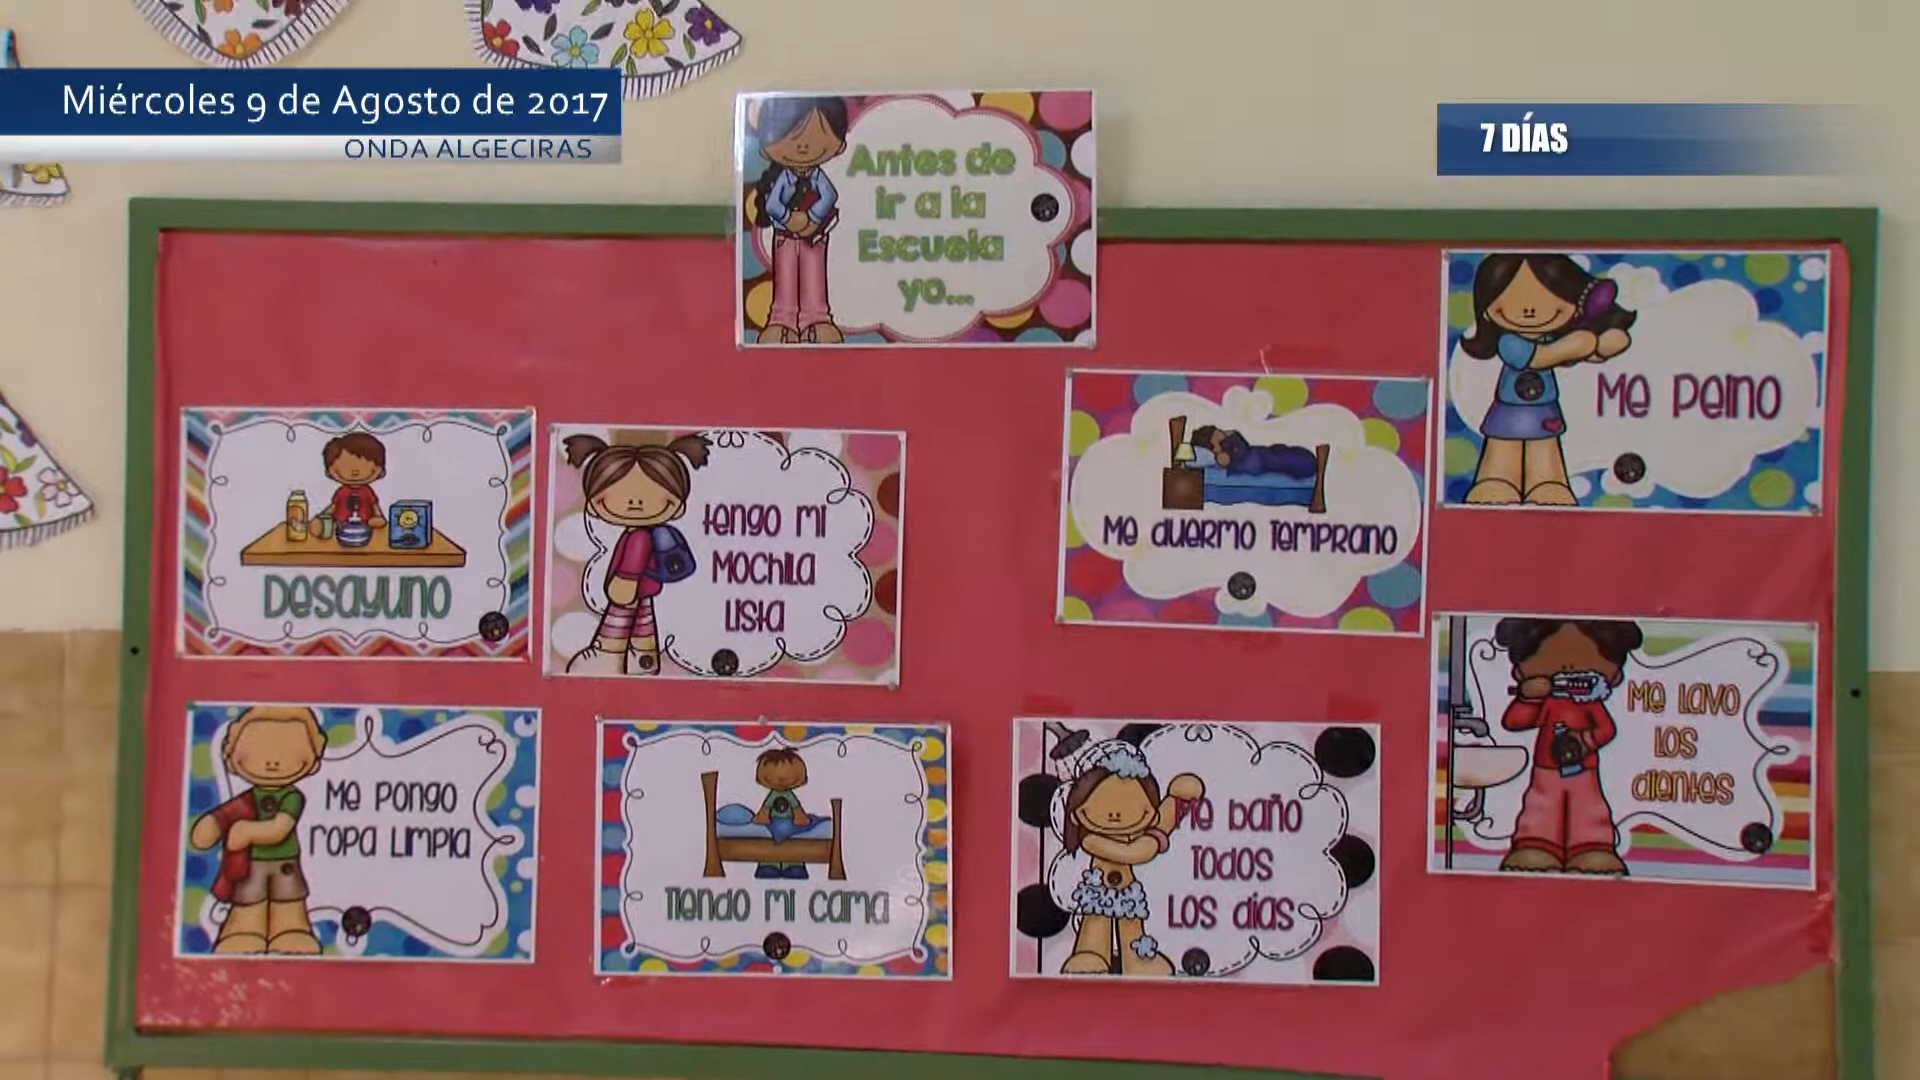 Miércoles 9 de Agosto de 2017
ONDA ALGECIRAS
7 DÍAS
Antes de
ir a la
Escuela
yo...
Me peino
Desayuno
Tengo mi
mochila
lista
Me duermo temprano
Me lavo
los
dientes
Me pongo
ropa limpia
Tiendo mi cama
Me baño
todos
los días